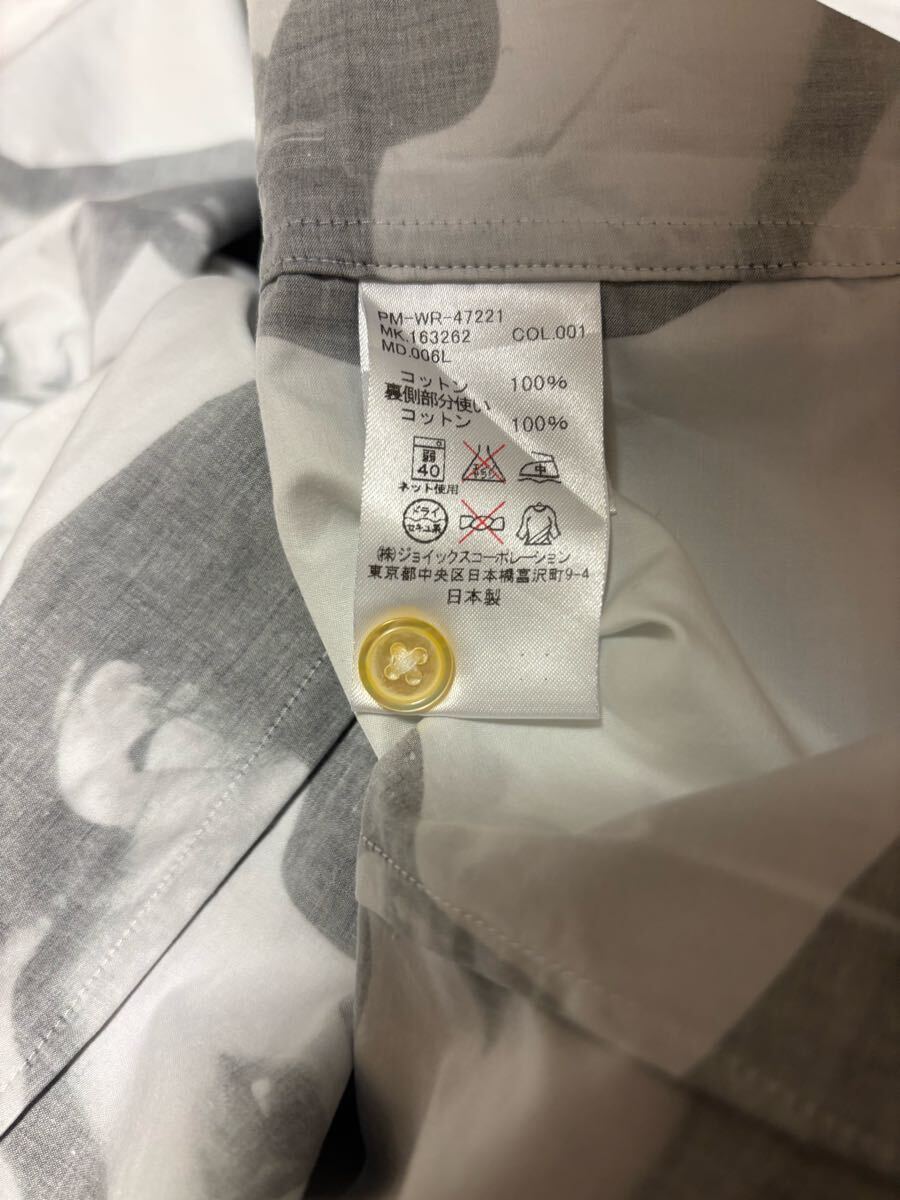 PM-WR-47221
MK.163262 COL.001
MD.006L
コットン 100%
裏側部分使い
コットン 100%
弱
40
ネット使用
中
ドライ
セキユ系
㈱ジョイックスコーポレーション
東京都中央区日本橋富沢町9-4
日本製